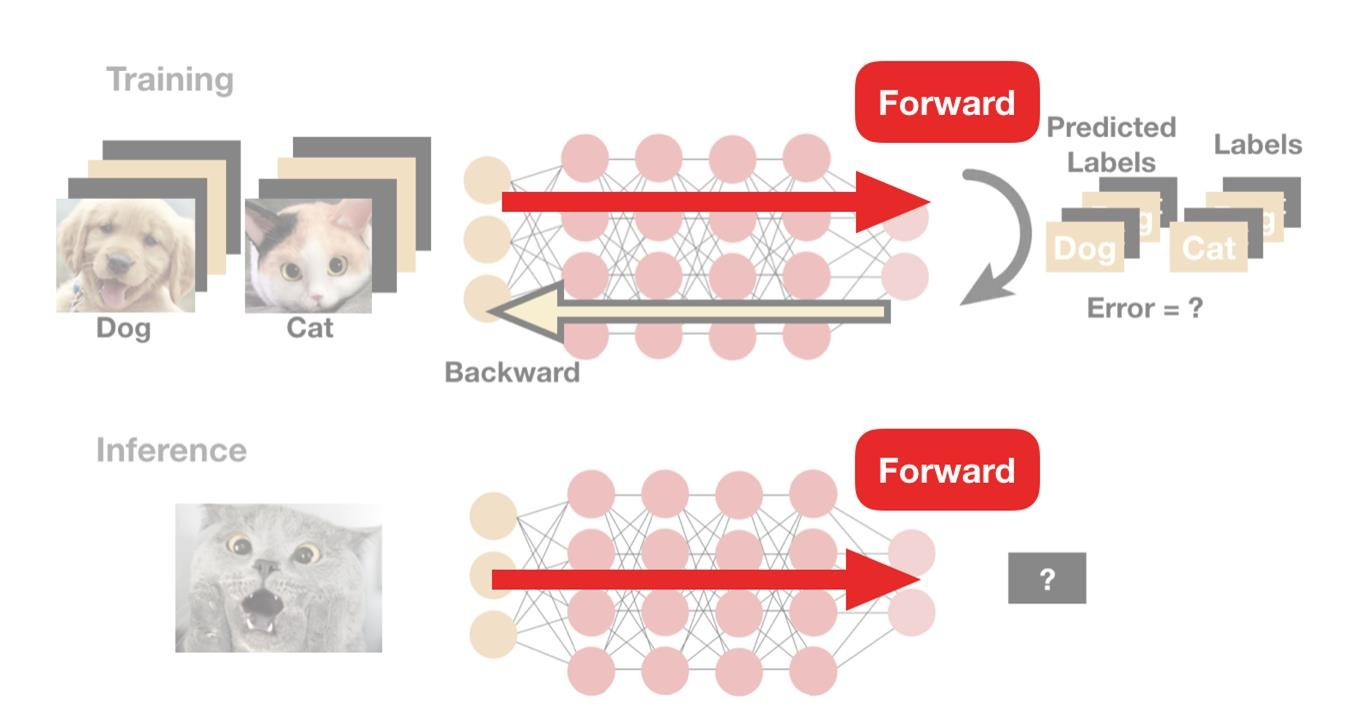 Training
Forward
Predicted
Labels
Labels
Dog
Cat
Error = ?
Dog
Cat
Backward
Inference
Forward
?